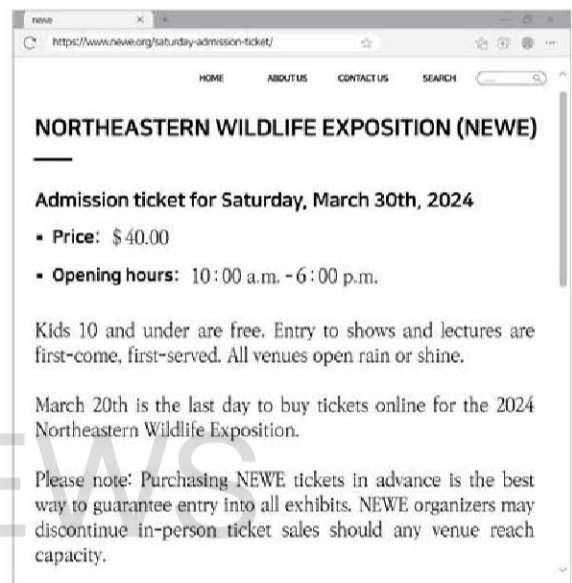 newe
https://www.newe.org/saturday-admission-ticket/
HOME ABOUT US CONTACT US SEARCH
NORTHEASTERN WILDLIFE EXPOSITION (NEWE)
Admission ticket for Saturday, March 30th, 2024
▪ Price: $40.00
▪ Opening hours: 10:00 a.m. - 6:00 p.m.
Kids 10 and under are free. Entry to shows and lectures are
first-come, first-served. All venues open rain or shine.
March 20th is the last day to buy tickets online for the 2024
Northeastern Wildlife Exposition.
Please note: Purchasing NEWE tickets in advance is the best
way to guarantee entry into all exhibits. NEWE organizers may
discontinue in-person ticket sales should any venue reach
capacity.
EWS